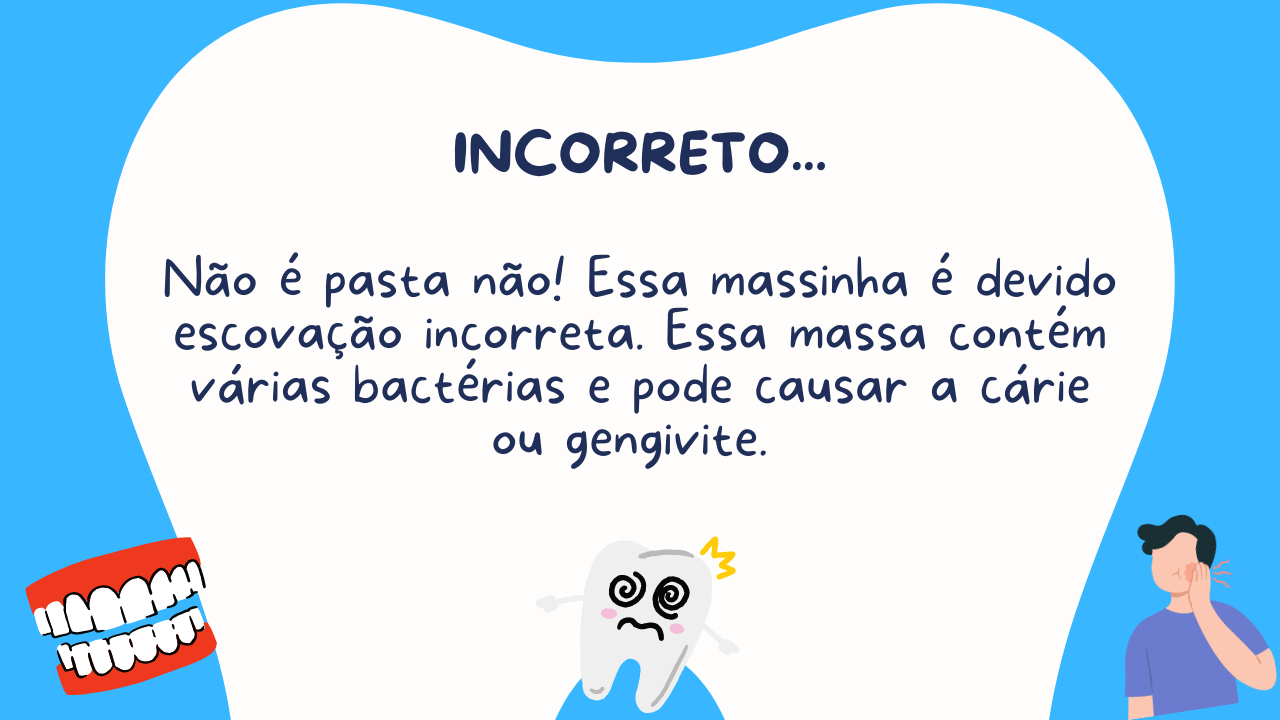 INCORRETO...
Não é pasta não! Essa massinha é devido
escovação incorreta. Essa massa contém
várias bactérias e pode causar a cárie
ou gengivite.